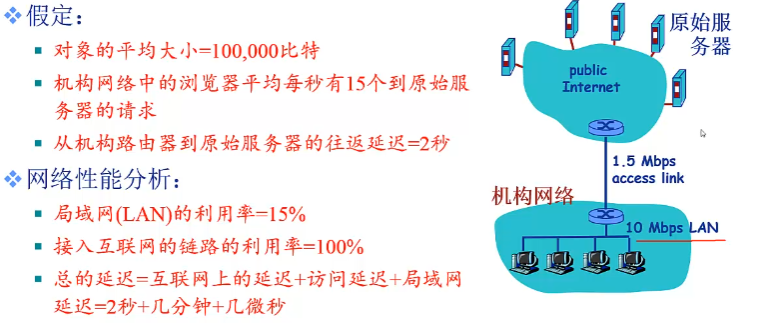 假定：
对象的平均大小=100,000比特
机构网络中的浏览器平均每秒有15个到原始服
务器的请求
从机构路由器到原始服务器的往返延迟=2秒
网络性能分析：
局域网(LAN)的利用率=15%
接入互联网的链路的利用率=100%
总的延迟=互联网上的延迟+访问延迟+局域网
延迟=2秒+几分钟+几微秒
原始服
务器
public
Internet
1.5 Mbps
access link
机构网络
10 Mbps LAN